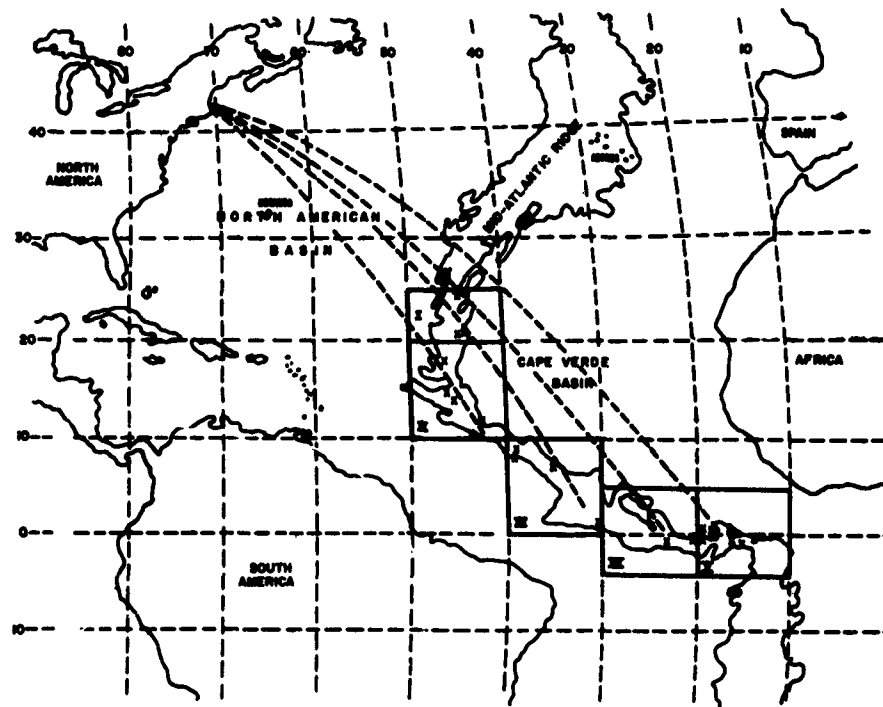 80 70 60 50 40 30 20 10
40
SPAIN
NORTH
AMERICA
MID-ATLANTIC RIDGE
NORTH AMERICAN
BASIN
30
I
20
CAPE VERDE
BASIN
AFRICA
II
10
III
0
IV
V
SOUTH
AMERICA
10